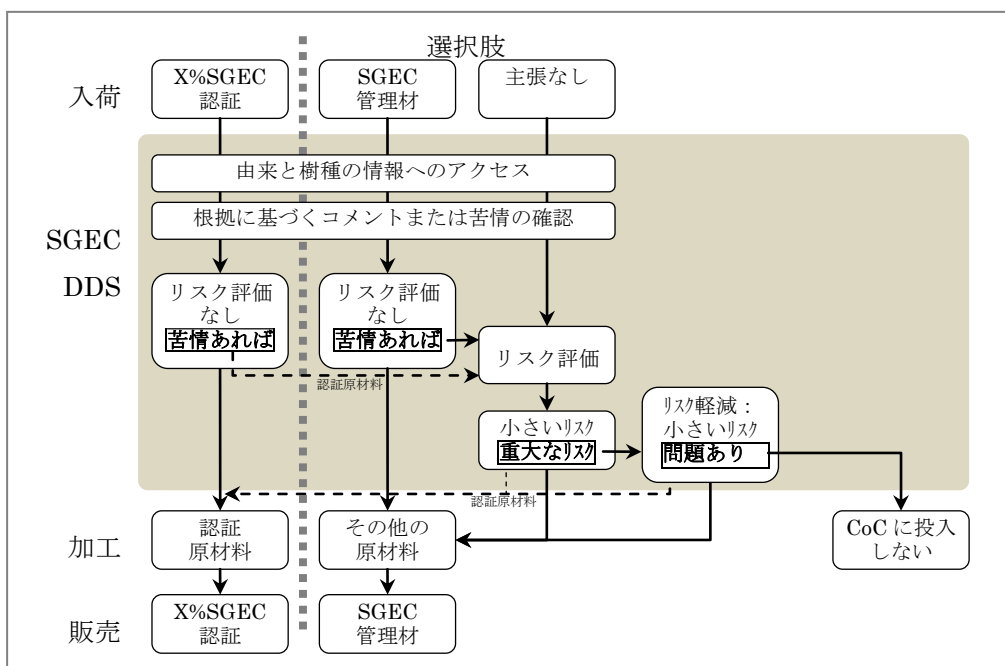 選択肢
入荷
X%SGEC
認証
SGEC
管理材
主張なし
由来と樹種の情報へのアクセス
根拠に基づくコメントまたは苦情の確認
SGEC
DDS
リスク評価
なし
苦情あれば
リスク評価
なし
苦情あれば
リスク評価
認証原材料
小さいリスク
重大なリスク
リスク軽減：
小さいリスク
問題あり
認証原材料
加工
認証
原材料
その他の
原材料
CoC に投入
しない
販売
X%SGEC
認証
SGEC
管理材